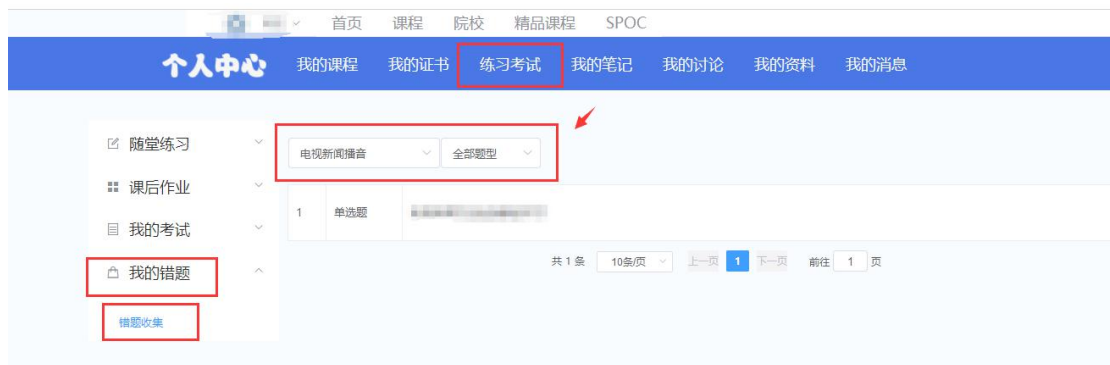 首页 课程 院校 精品课程 SPOC
个人中心 我的课程 我的证书 练习考试 我的笔记 我的讨论 我的资料 我的消息
随堂练习
电视新闻播音 全部题型
课后作业
1 单选题
我的考试
共 1 条 10条/页 上一页 1 下一页 前往 1 页
我的错题
错题收集